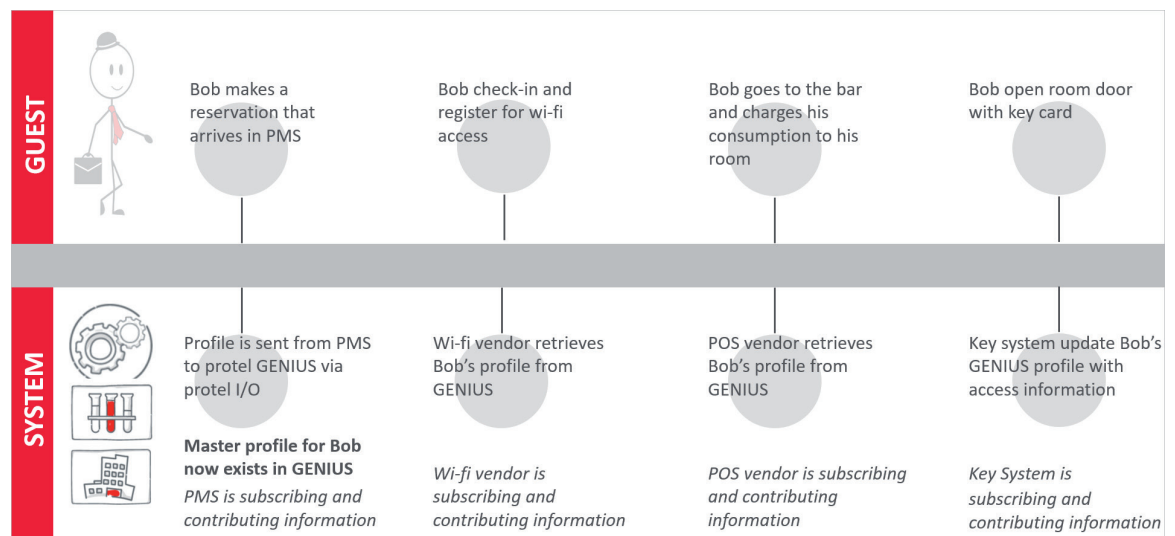 GUEST
Bob makes a
reservation that
arrives in PMS
Bob check-in and
register for wi-fi
access
Bob goes to the bar
and charges his
consumption to his
room
Bob open room door
with key card
SYSTEM
Profile is sent from PMS
to protel GENIUS via
protel I/O
Master profile for Bob
now exists in GENIUS
PMS is subscribing and
contributing information
Wi-fi vendor retrieves
Bob’s profile from
GENIUS
Wi-fi vendor is
subscribing and
contributing information
POS vendor retrieves
Bob’s profile from
GENIUS
POS vendor is subscribing
and contributing
information
Key system update Bob’s
GENIUS profile with
access information
Key System is
subscribing and
contributing information